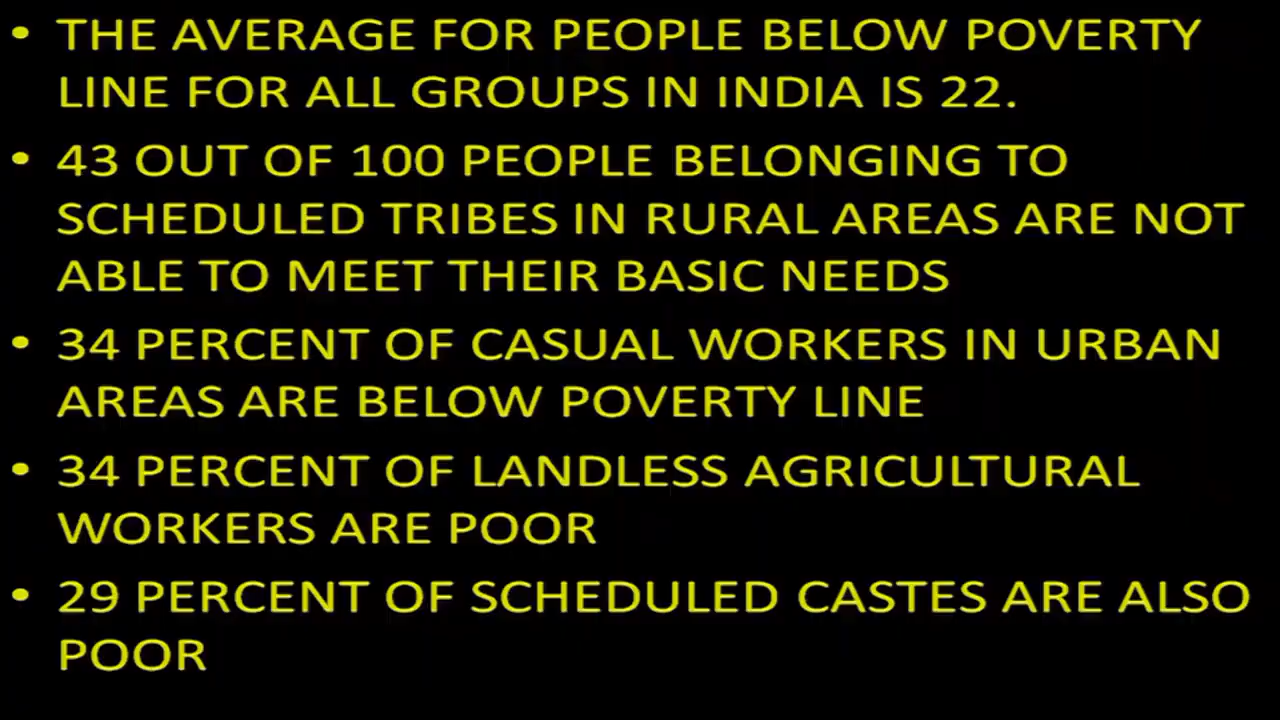 • THE AVERAGE FOR PEOPLE BELOW POVERTY
LINE FOR ALL GROUPS IN INDIA IS 22.
• 43 OUT OF 100 PEOPLE BELONGING TO
SCHEDULED TRIBES IN RURAL AREAS ARE NOT
ABLE TO MEET THEIR BASIC NEEDS
• 34 PERCENT OF CASUAL WORKERS IN URBAN
AREAS ARE BELOW POVERTY LINE
• 34 PERCENT OF LANDLESS AGRICULTURAL
WORKERS ARE POOR
• 29 PERCENT OF SCHEDULED CASTES ARE ALSO
POOR